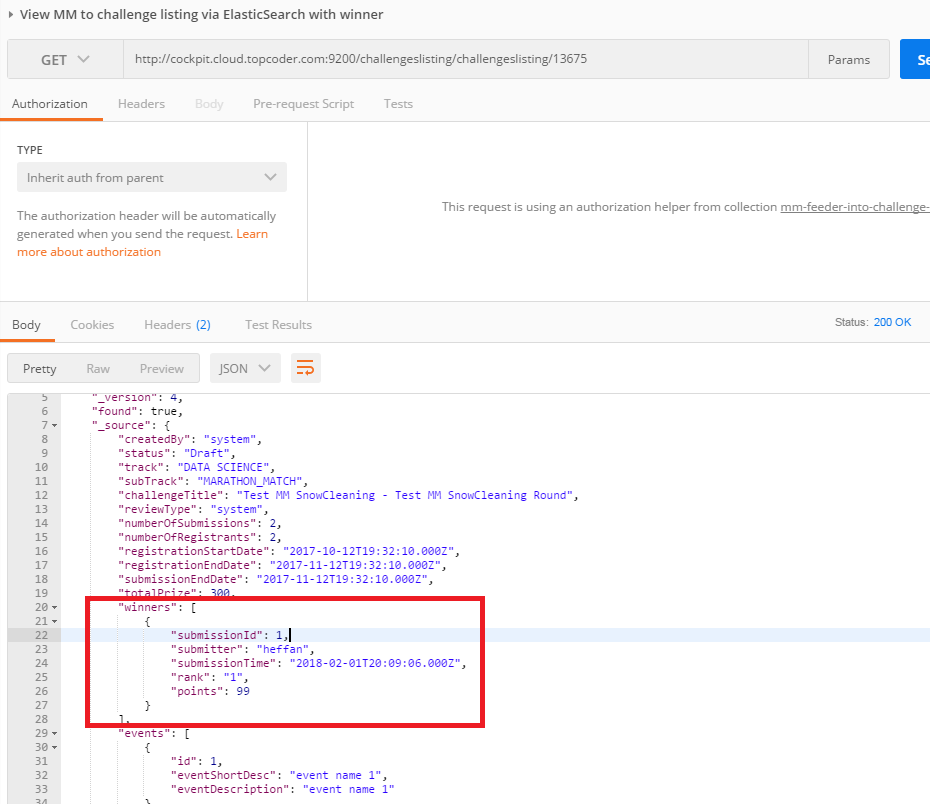 View MM to challenge listing via ElasticSearch with winner
GET http://cockpit.cloud.topcoder.com:9200/challengeslisting/challengeslisting/13675 Params Se
Authorization Headers Body Pre-request Script Tests
TYPE
Inherit auth from parent
The authorization header will be automatically
generated when you send the request. Learn
more about authorization
This request is using an authorization helper from collection mm-feeder-into-challenge-
Body Cookies Headers (2) Test Results Status: 200 OK
Pretty Raw Preview JSON
5 "_version": 4,
6 "found": true,
7 "_source": {
8 "createdBy": "system",
9 "status": "Draft",
10 "track": "DATA SCIENCE",
11 "subTrack": "MARATHON_MATCH",
12 "challengeTitle": "Test MM SnowCleaning - Test MM SnowCleaning Round",
13 "reviewType": "system",
14 "numberOfSubmissions": 2,
15 "numberOfRegistrants": 2,
16 "registrationStartDate": "2017-10-12T19:32:10.000Z",
17 "registrationEndDate": "2017-11-12T19:32:10.000Z",
18 "submissionEndDate": "2017-11-12T19:32:10.000Z",
19 "totalPrize": 300,
20 "winners": [
21 {
22 "submissionId": 1,
23 "submitter": "heffan",
24 "submissionTime": "2018-02-01T20:09:06.000Z",
25 "rank": "1",
26 "points": 99
27 }
28 ],
29 "events": [
30 {
31 "id": 1,
32 "eventShortDesc": "event name 1",
33 "eventDescription": "event name 1"
34 }